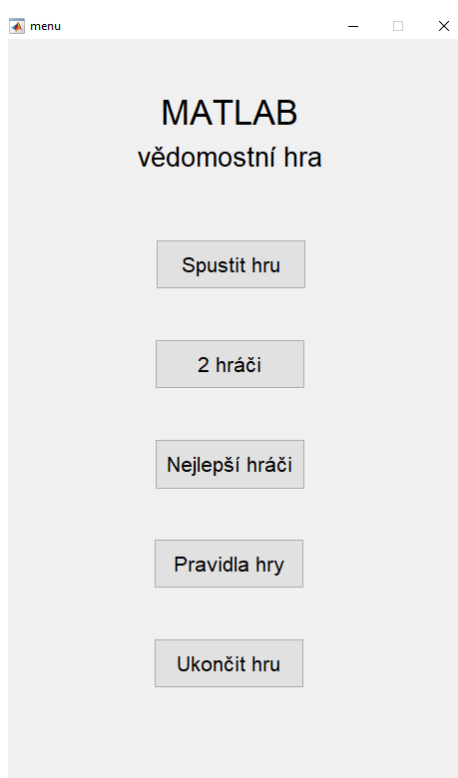 menu
MATLAB
vědomostní hra
Spustit hru
2 hráči
Nejlepší hráči
Pravidla hry
Ukončit hru